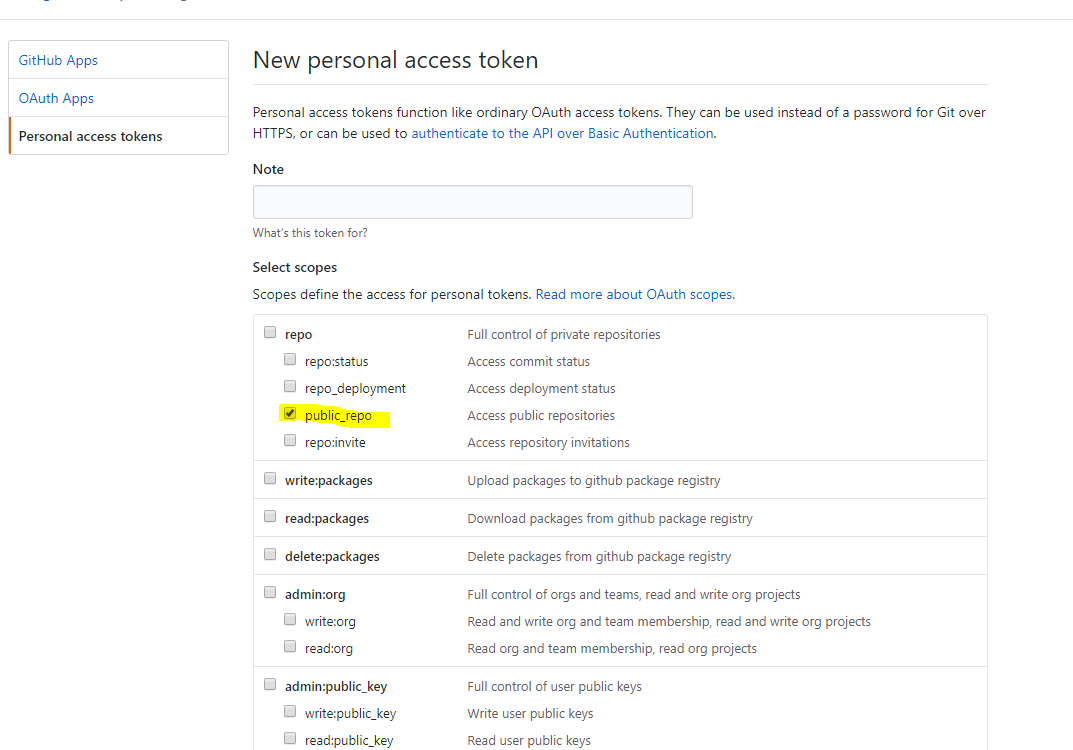 GitHub Apps
OAuth Apps
Personal access tokens
New personal access token
Personal access tokens function like ordinary OAuth access tokens. They can be used instead of a password for Git over
HTTPS, or can be used to authenticate to the API over Basic Authentication.
Note
What's this token for?
Select scopes
Scopes define the access for personal tokens. Read more about OAuth scopes.
repo Full control of private repositories
repo:status Access commit status
repo_deployment Access deployment status
public_repo Access public repositories
repo:invite Access repository invitations
write:packages Upload packages to github package registry
read:packages Download packages from github package registry
delete:packages Delete packages from github package registry
admin:org Full control of orgs and teams, read and write org projects
write:org Read and write org and team membership, read and write org projects
read:org Read org and team membership, read org projects
admin:public_key Full control of user public keys
write:public_key Write user public keys
read:public_key Read user public keys